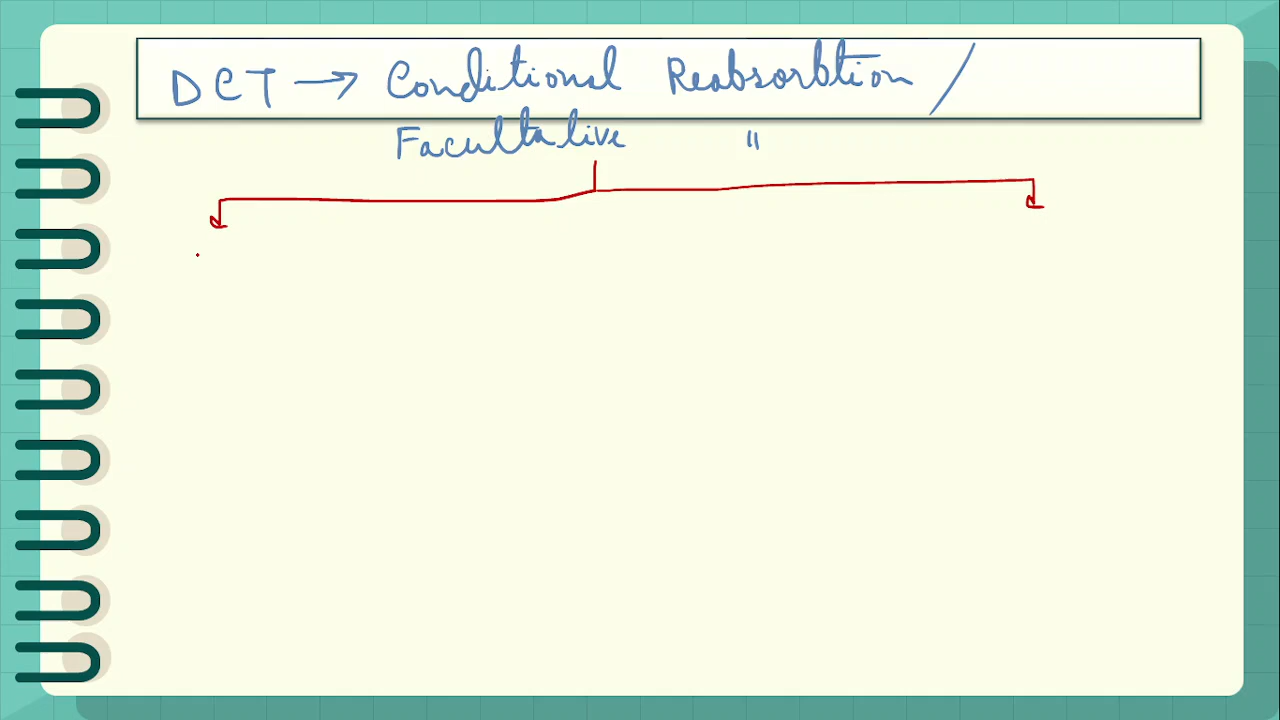 DCT → Conditional Reabsorbtion /
Facultative "